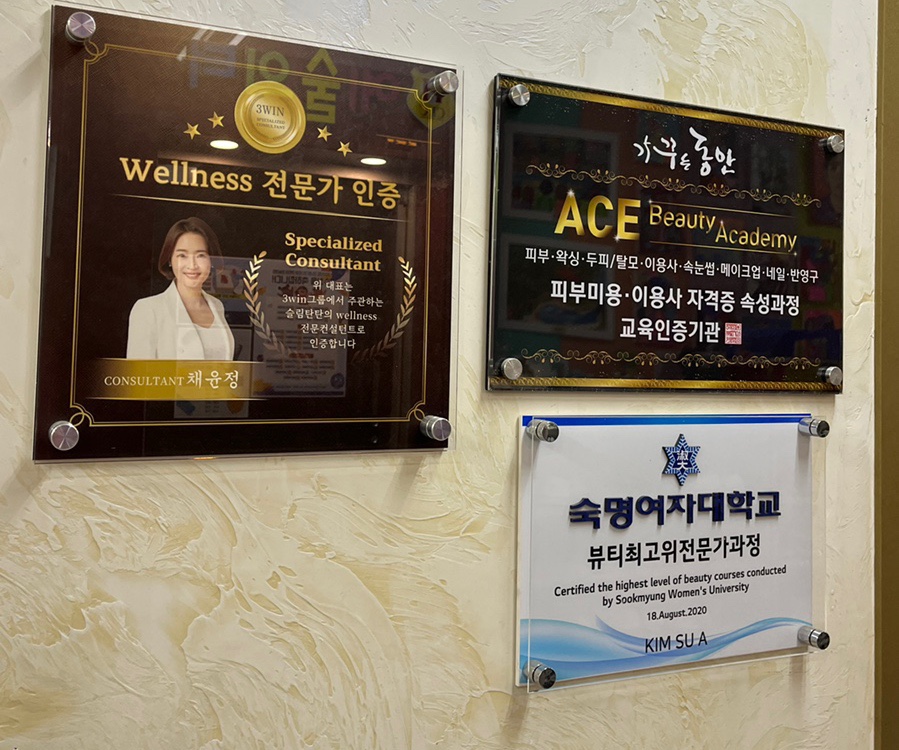 3WIN
SPECIALIZED
CONSULTANT
Wellness 전문가 인증
Specialized
Consultant
위 대표는
3win그룹에서 주관하는
슬림탄탄의 wellness
전문컨설턴트로
인증합니다
CONSULTANT 채윤정
가꾸는동안
ACE Beauty Academy
피부·왁싱·두피/탈모·이용사·속눈썹·메이크업·네일·반영구
피부미용·이용사 자격증 속성과정
교육인증기관
숙명여자대학교
뷰티최고위전문가과정
Certified the highest level of beauty courses conducted
by Sookmyung Women's University
18.August.2020
KIM SU A